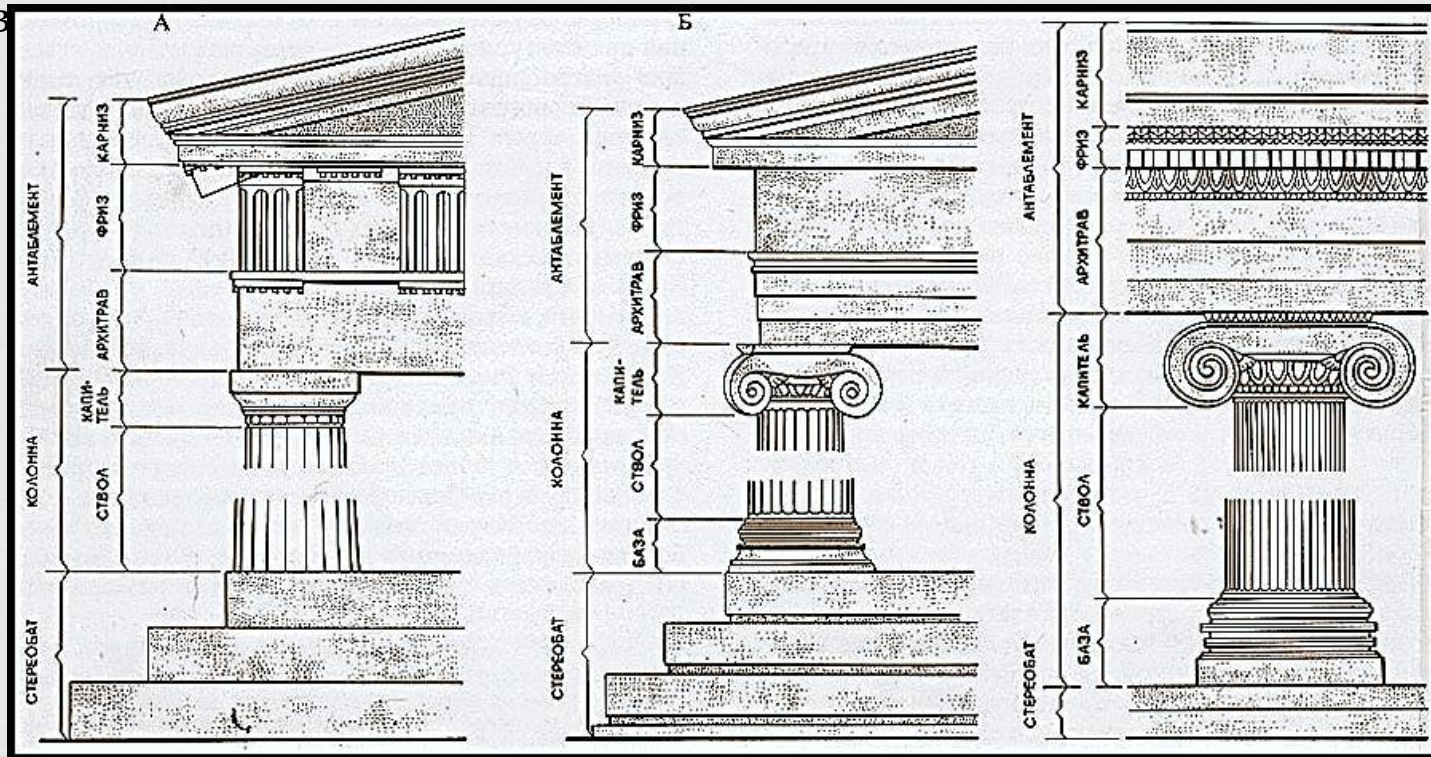 В
А
АНТАБЛЕМЕНТ
КАРНИЗ
ФРИЗ
АРХИТРАВ
КОЛОННА
КАПИ-
ТЕЛЬ
СТВОЛ
СТЕРЕОБАТ
Б
АНТАБЛЕМЕНТ
КАРНИЗ
ФРИЗ
АРХИТРАВ
КОЛОННА
КАПИ-
ТЕЛЬ
СТВОЛ
БАЗА
СТЕРЕОБАТ
АНТАБЛЕМЕНТ
КАРНИЗ
ФРИЗ
АРХИТРАВ
КОЛОННА
КАПИТЕЛЬ
СТВОЛ
БАЗА
СТЕРЕОБАТ